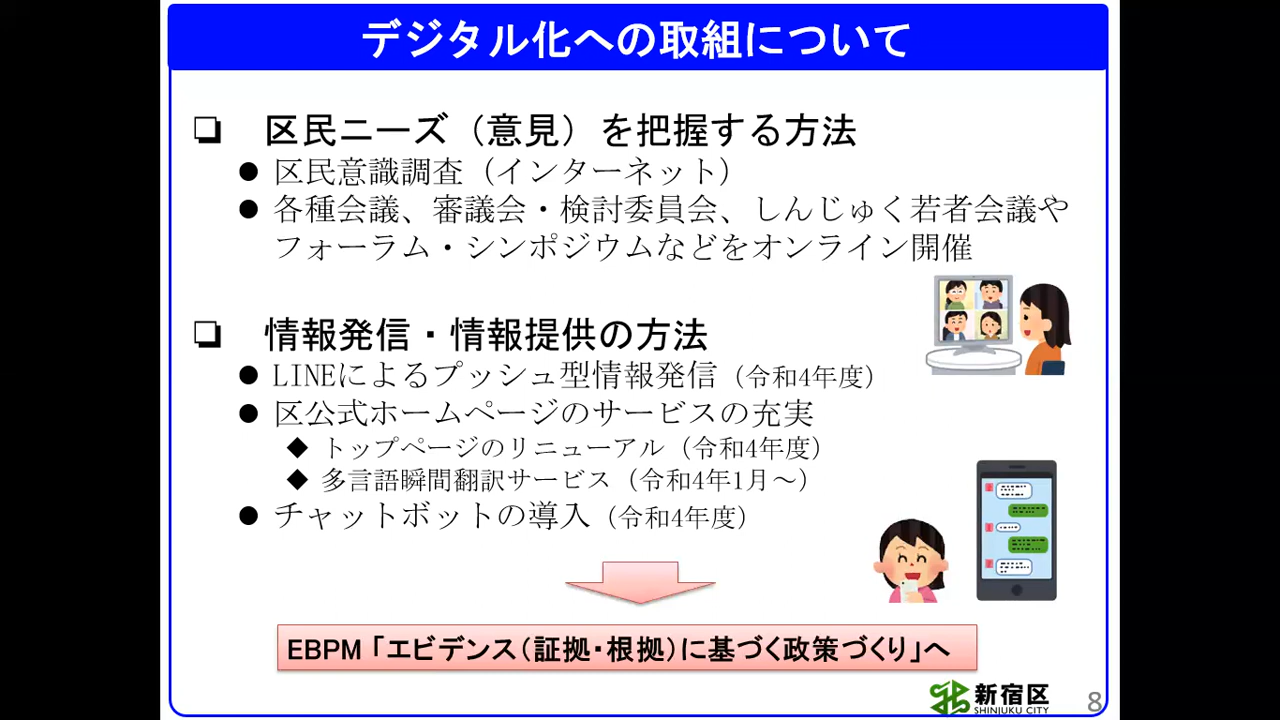 デジタル化への取組について
❏ 区民ニーズ（意見）を把握する方法
● 区民意識調査（インターネット）
● 各種会議、審議会・検討委員会、しんじゅく若者会議や
フォーラム・シンポジウムなどをオンライン開催
❏ 情報発信・情報提供の方法
● LINEによるプッシュ型情報発信（令和4年度）
● 区公式ホームページのサービスの充実
◆ トップページのリニューアル（令和4年度）
◆ 多言語瞬間翻訳サービス（令和4年1月～）
● チャットボットの導入（令和4年度）
EBPM「エビデンス（証拠・根拠）に基づく政策づくり」へ
新宿区
SHINJUKU CITY
8